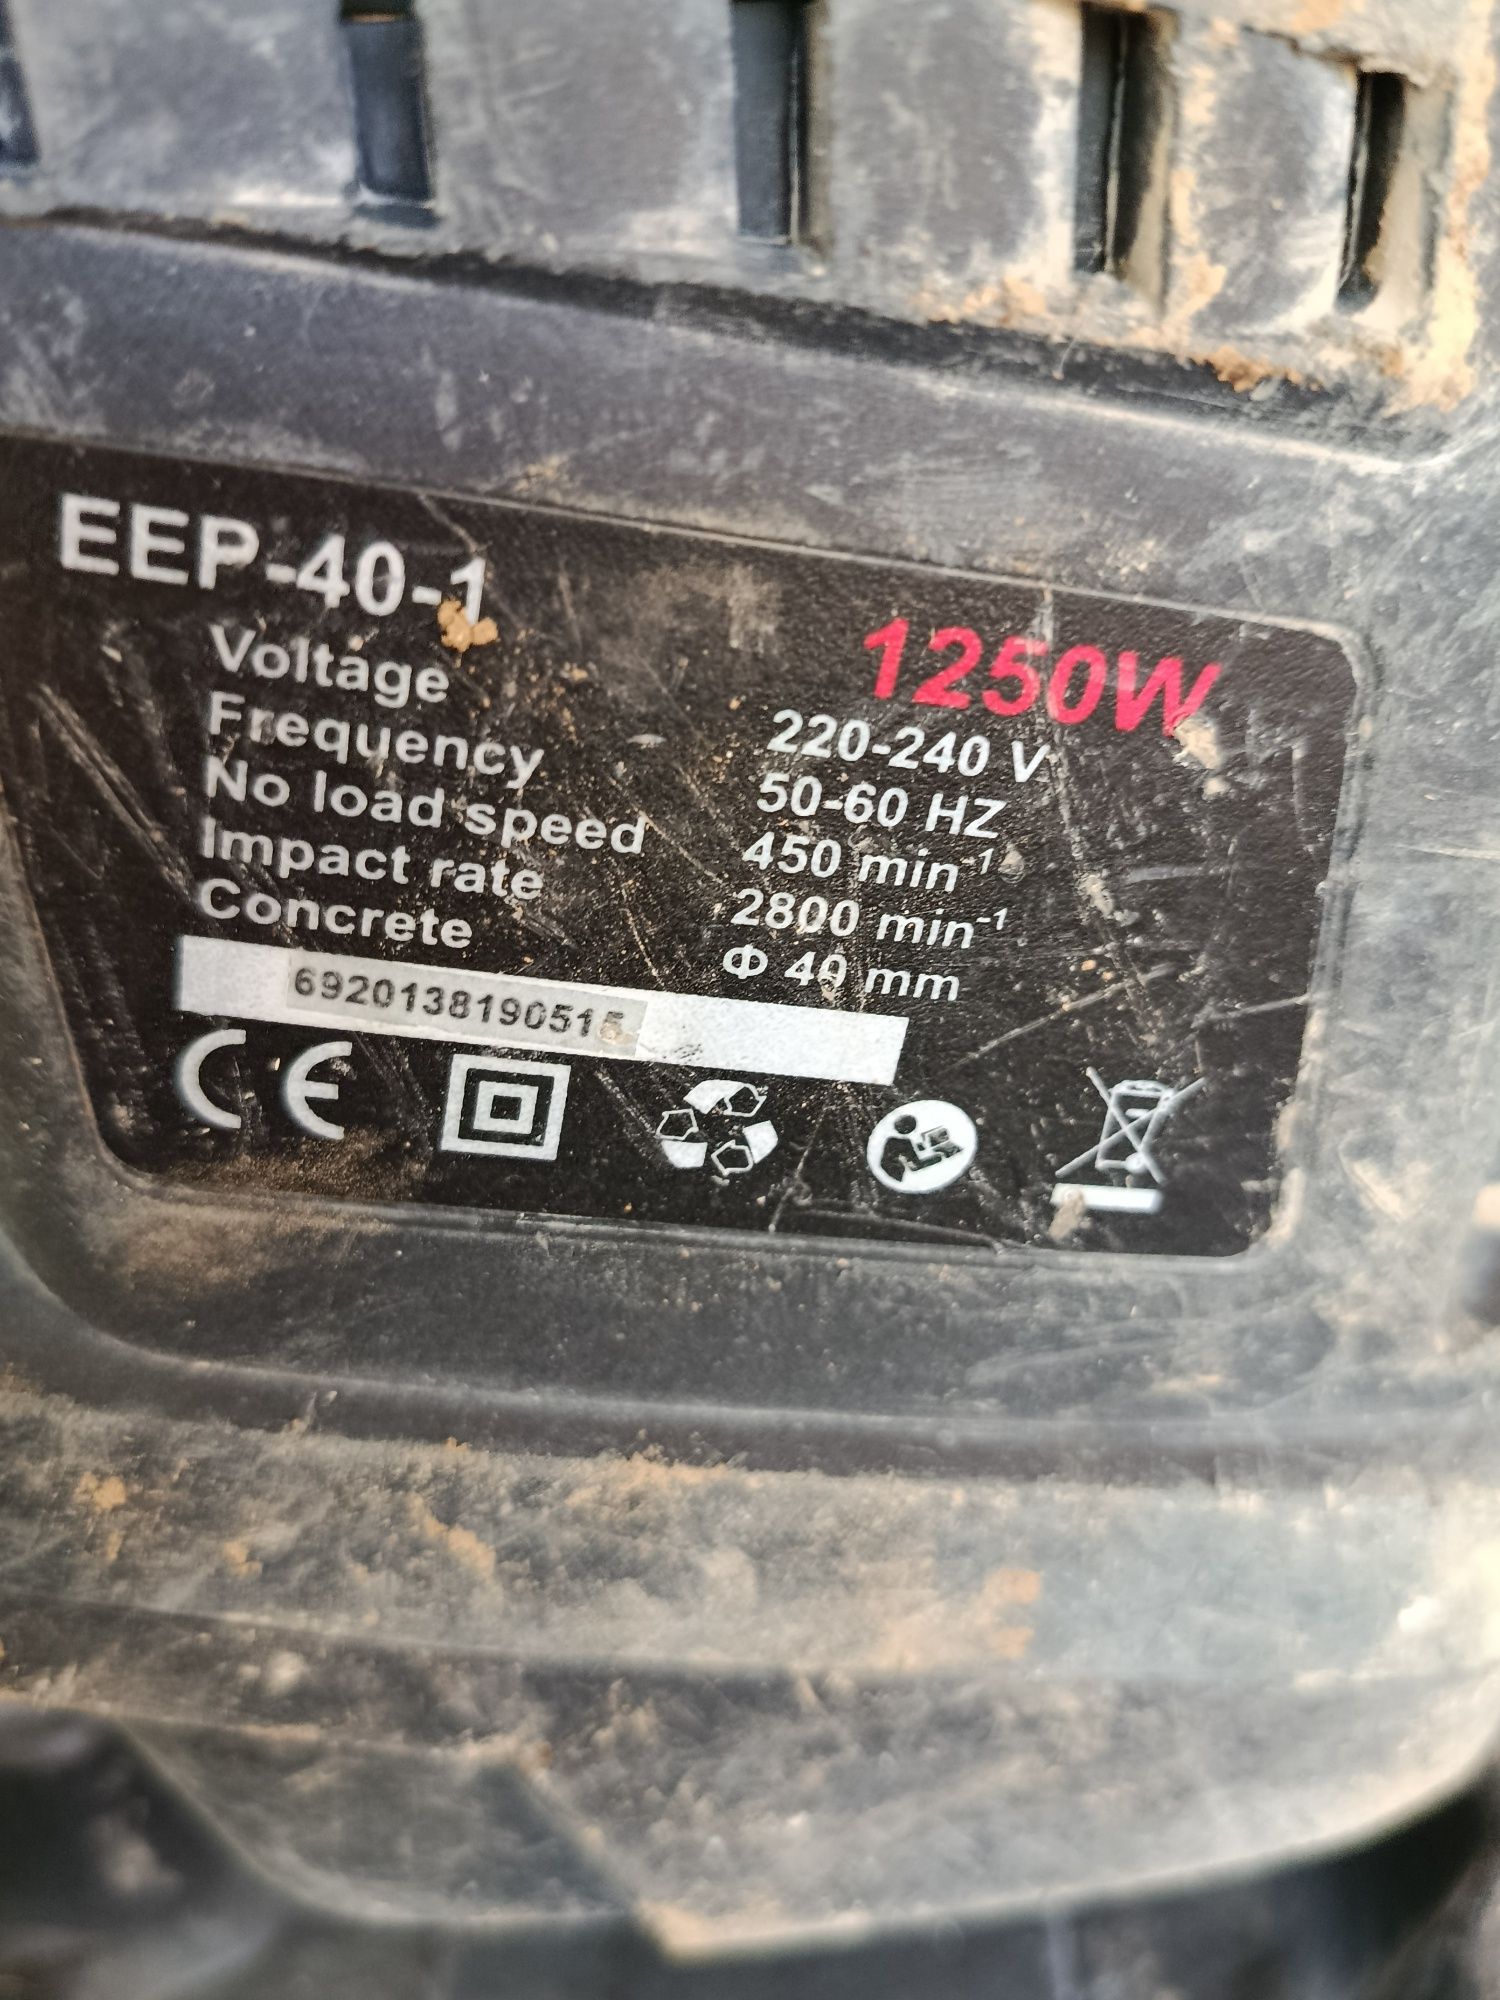 EEP-40-1
1250W
Voltage 220-240 V
Frequency 50-60 HZ
No load speed 450 min⁻¹
Impact rate 2800 min⁻¹
Concrete Φ 40 mm
6920138190515
CE